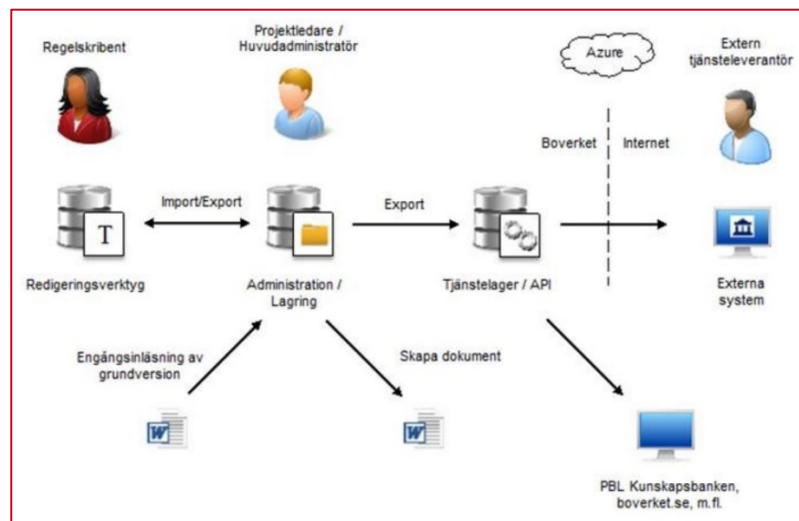 Regelskribent
Projektledare /
Huvudadministratör
Azure
Extern
tjänsteleverantör
Boverket
Internet
Import/Export
Export
T
Redigeringsverktyg
Administration /
Lagring
Tjänstelager / API
Externa
system
Engångsinläsning av
grundversion
Skapa dokument
W
W
PBL Kunskapsbanken,
boverket.se, m.fl.